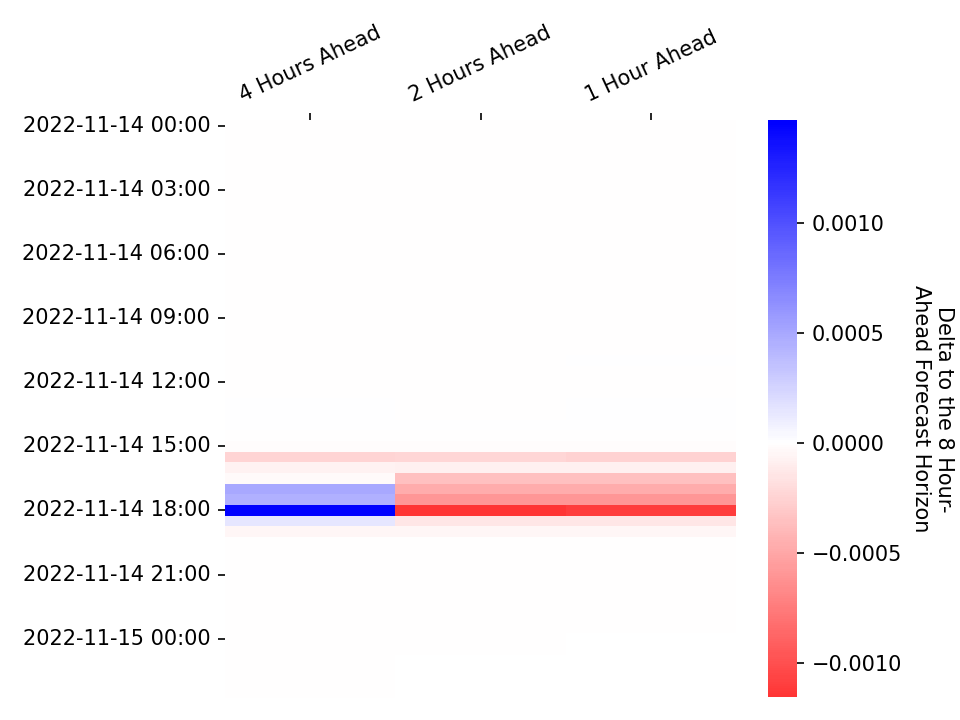 4 Hours Ahead
2 Hours Ahead
1 Hour Ahead
2022-11-14 00:00
2022-11-14 03:00
2022-11-14 06:00
2022-11-14 09:00
2022-11-14 12:00
2022-11-14 15:00
2022-11-14 18:00
2022-11-14 21:00
2022-11-15 00:00
0.0010
0.0005
0.0000
−0.0005
−0.0010
Delta to the 8 Hour-
Ahead Forecast Horizon